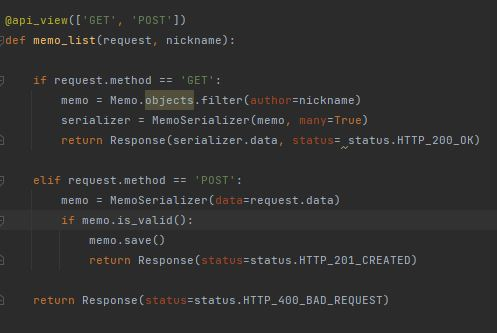 @api_view(['GET', 'POST'])
def memo_list(request, nickname):
if request.method == 'GET':
memo = Memo.objects.filter(author=nickname)
serializer = MemoSerializer(memo, many=True)
return Response(serializer.data, status= status.HTTP_200_OK)
elif request.method == 'POST':
memo = MemoSerializer(data=request.data)
if memo.is_valid():
memo.save()
return Response(status=status.HTTP_201_CREATED)
return Response(status=status.HTTP_400_BAD_REQUEST)